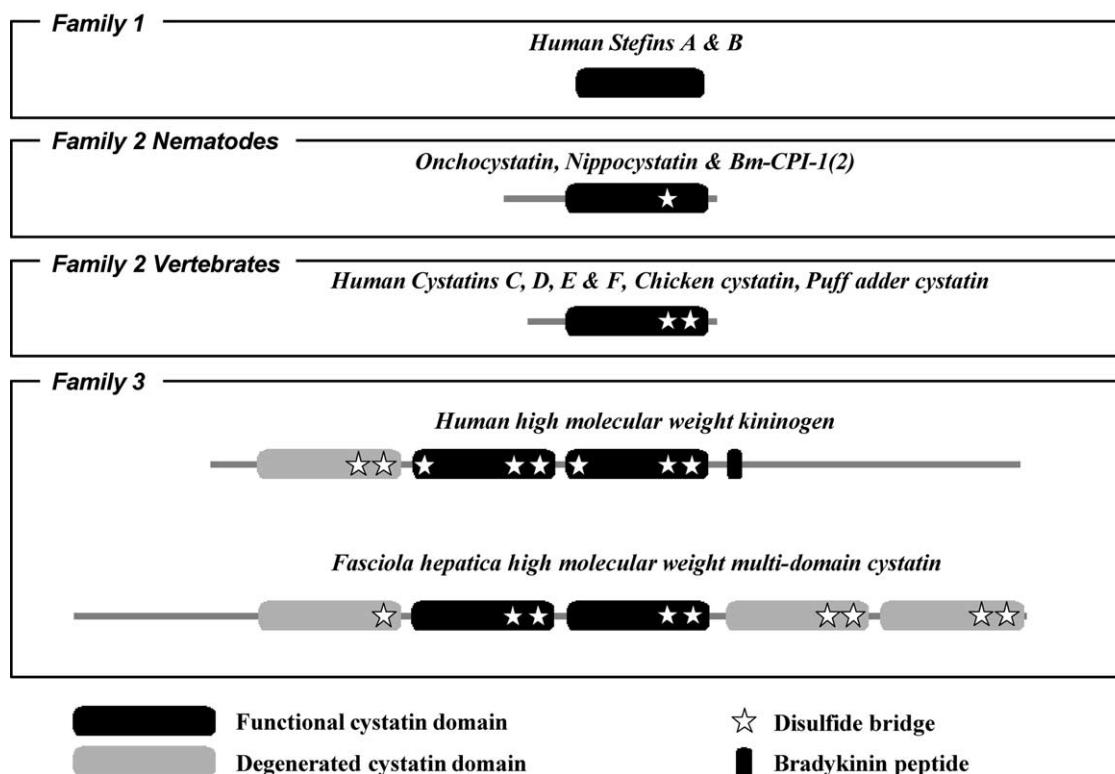 Family 1
Human Stefins A & B
Family 2 Nematodes
Onchocystatin, Nippocystatin & Bm-CPI-1(2)
Family 2 Vertebrates
Human Cystatins C, D, E & F, Chicken cystatin, Puff adder cystatin
Family 3
Human high molecular weight kininogen
Fasciola hepatica high molecular weight multi-domain cystatin
Functional cystatin domain
Disulfide bridge
Degenerated cystatin domain
Bradykinin peptide